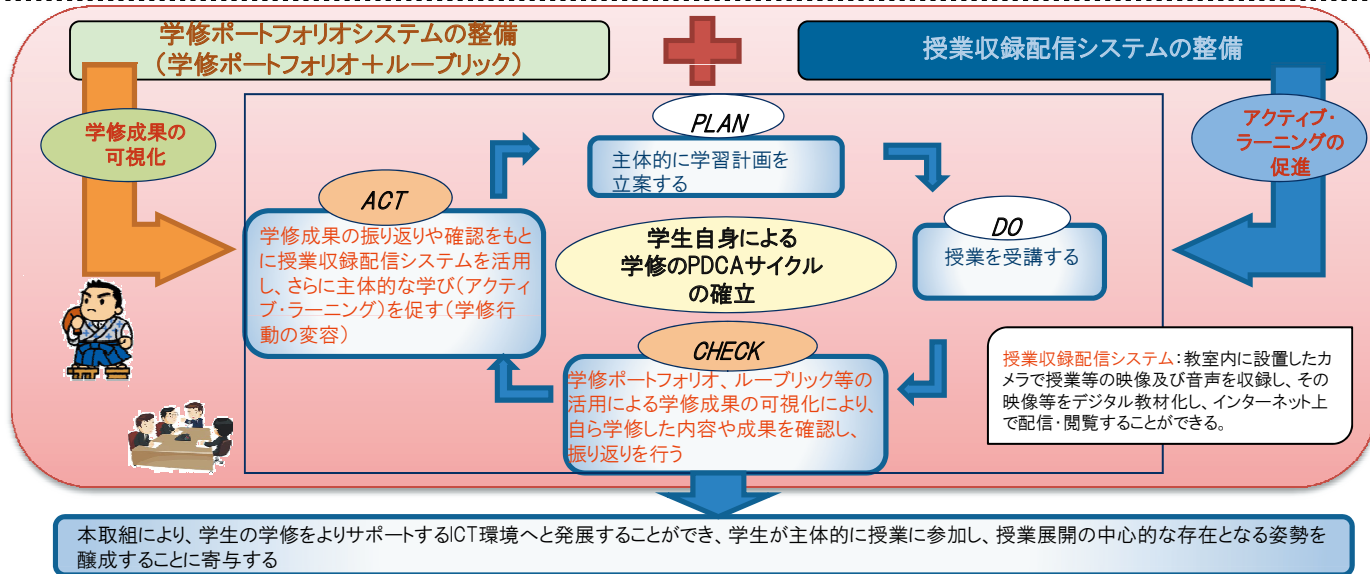 学修ポートフォリオシステムの整備
（学修ポートフォリオ＋ルーブリック）
授業収録配信システムの整備
学修成果の
可視化
アクティブ・
ラーニングの
促進
PLAN
主体的に学習計画を
立案する
ACT
学修成果の振り返りや確認をもと
に授業収録配信システムを活用
し、さらに主体的な学び（アクティ
ブ・ラーニング）を促す（学修行
動の変容）
学生自身による
学修のPDCAサイクル
の確立
DO
授業を受講する
CHECK
学修ポートフォリオ、ルーブリック等の
活用による学修成果の可視化により、
自ら学修した内容や成果を確認し、
振り返りを行う
授業収録配信システム：教室内に設置したカ
メラで授業等の映像及び音声を収録し、その
映像等をデジタル教材化し、インターネット上
で配信・閲覧することができる。
本取組により、学生の学修をよりサポートするICT環境へと発展することができ、学生が主体的に授業に参加し、授業展開の中心的な存在となる姿勢を
醸成することに寄与する